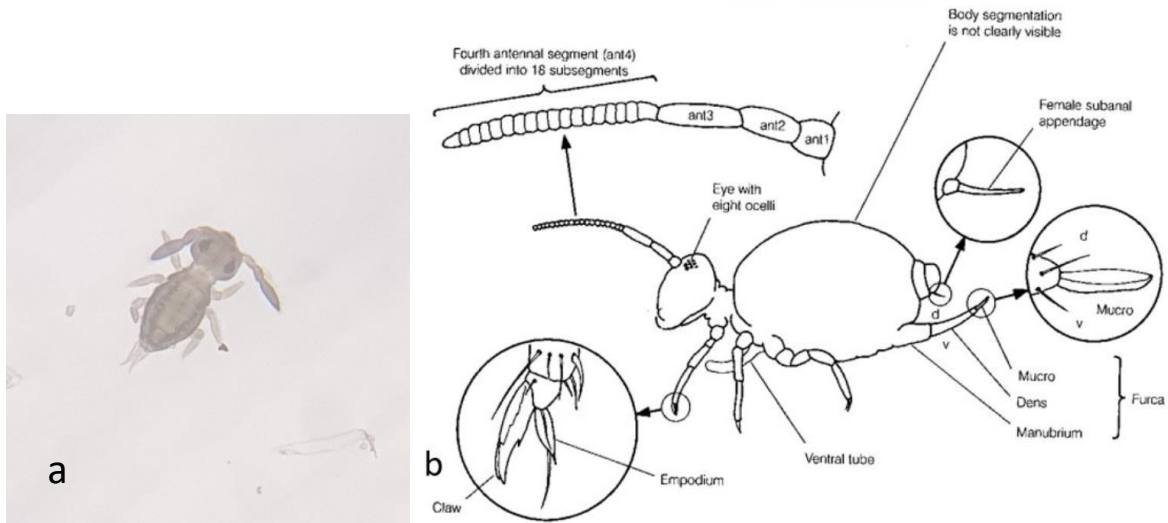 a
b
Fourth antennal segment (ant4)
divided into 18 subsegments
ant3
ant2
ant1
Body segmentation
is not clearly visible
Female subanal
appendage
Eye with
eight ocelli
d
v
Mucro
d
v
Mucro
Dens
Manubrium
Furca
Ventral tube
Empodium
Claw